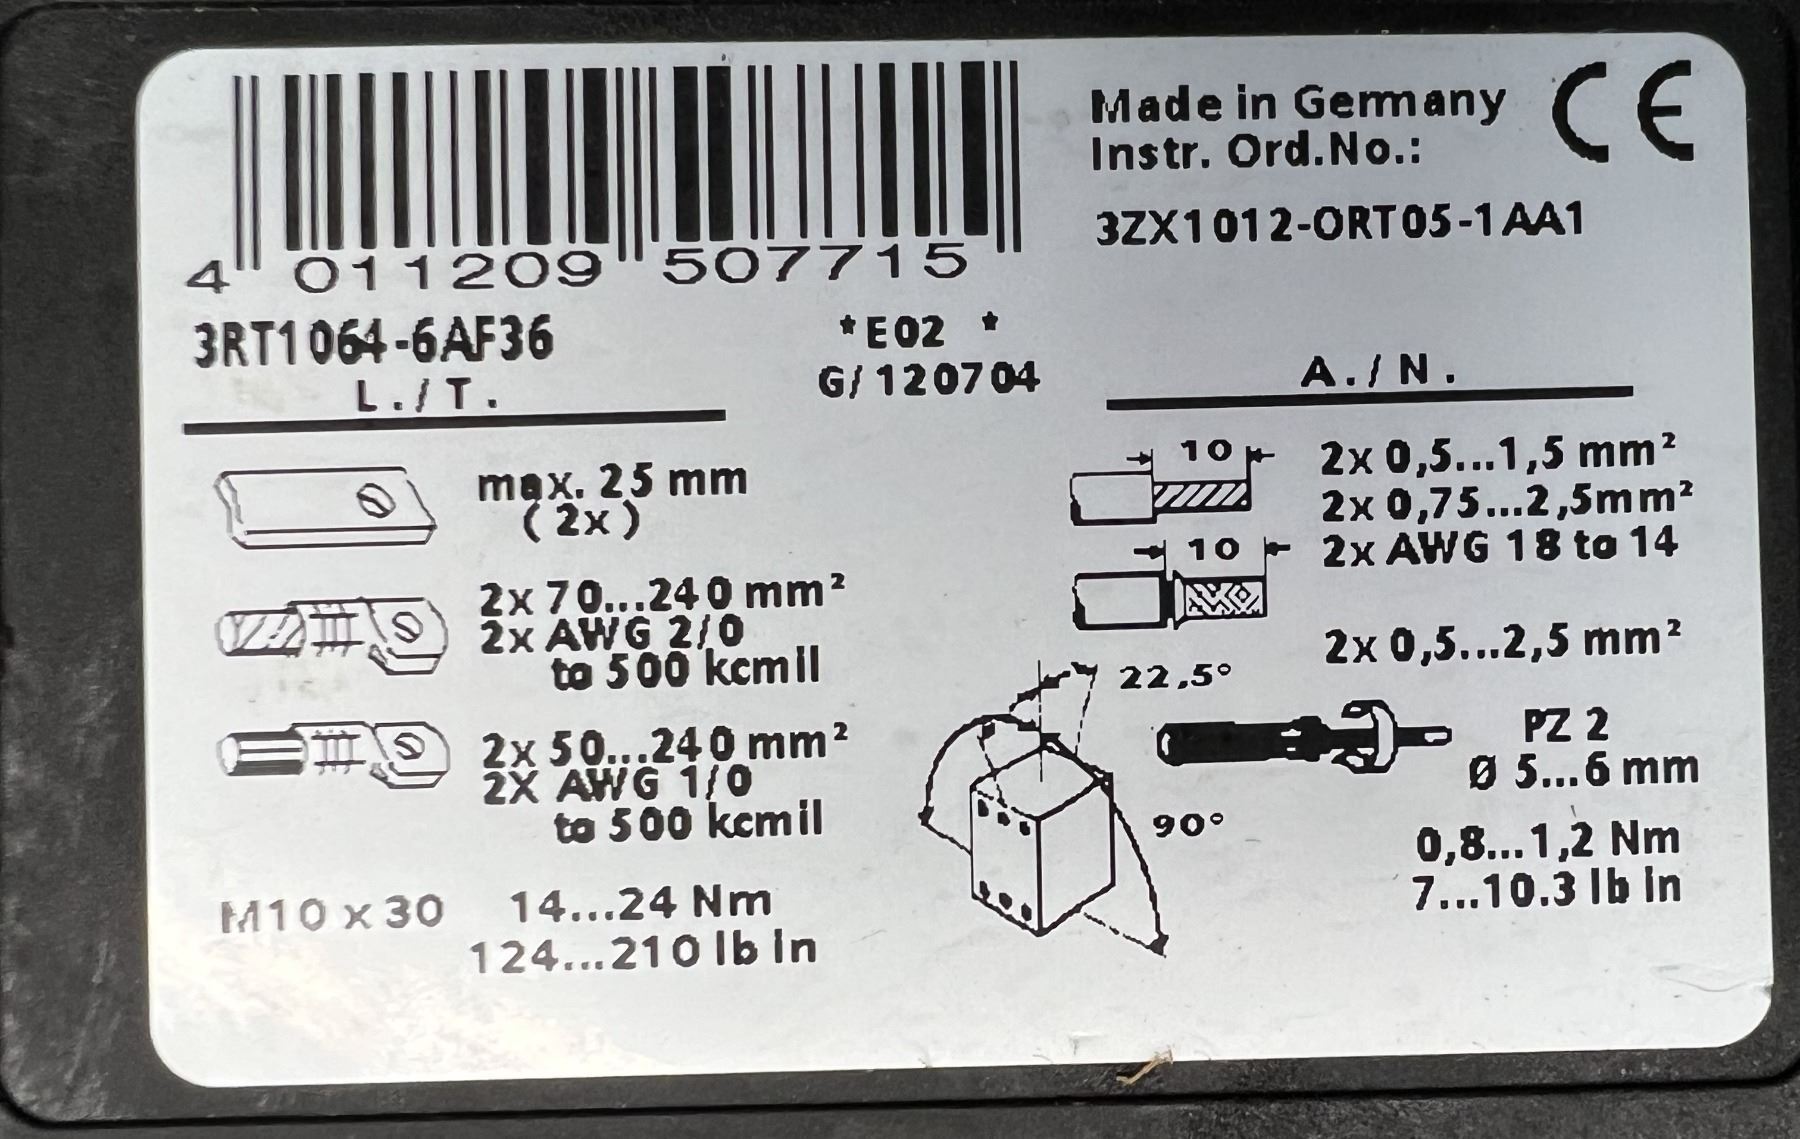 Made in Germany CE
Instr. Ord.No.:
3ZX1012-0RT05-1AA1
4 011209 507715
3RT1064-6AF36
*E02 *
G/120704
L./T.
max. 25 mm
(2x)
2x 70...240 mm²
2x AWG 2/0
to 500 kcmil
2x 50...240 mm²
2X AWG 1/0
to 500 kcmil
M10 x 30 14...24 Nm
124...210 lb in
A./N.
10
2x 0,5...1,5 mm²
2x 0,75...2,5mm²
2x AWG 18 to 14
10
2x 0,5...2,5 mm²
22,5°
90°
PZ 2
Ø 5...6 mm
0,8...1,2 Nm
7...10.3 lb in